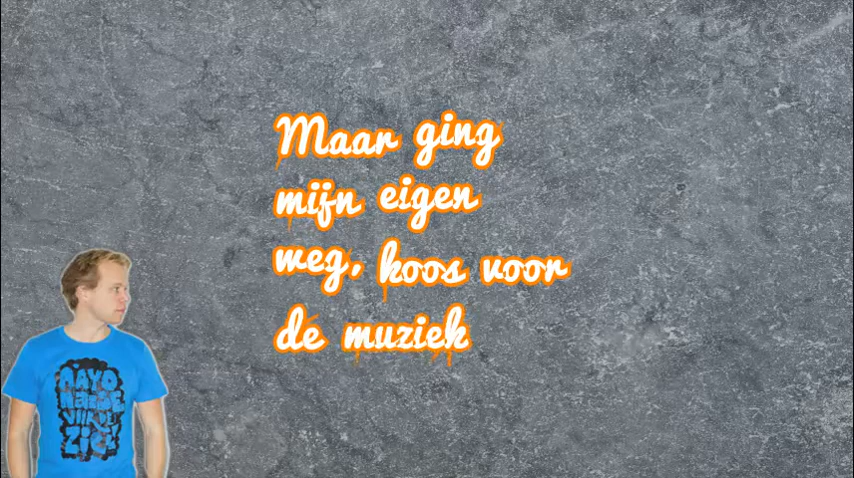 Maar ging
mijn eigen
weg, koos voor
de muziek